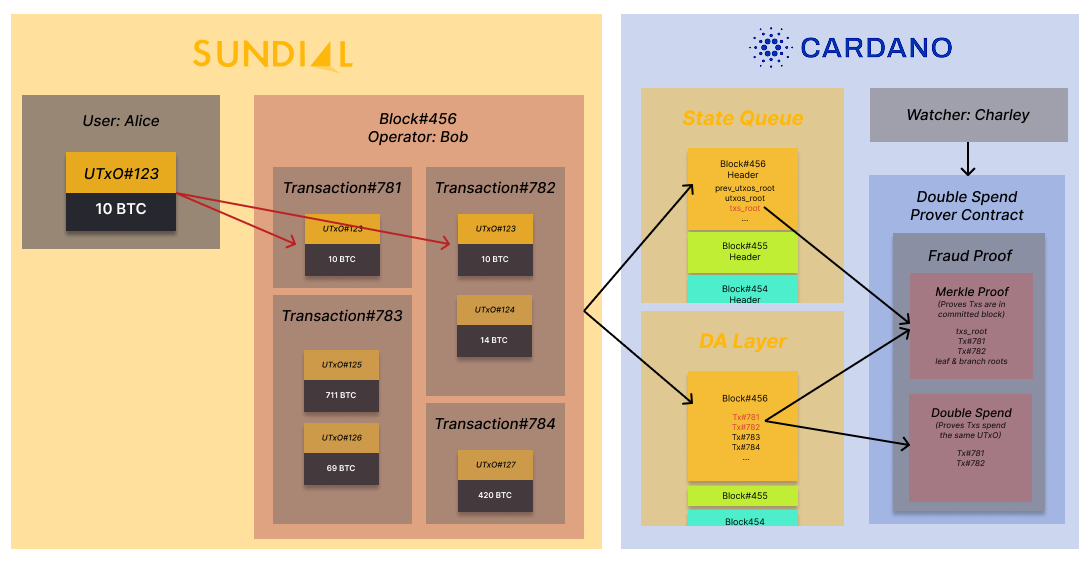 SUNDIAL
User: Alice
UTxO#123
10 BTC
Block#456
Operator: Bob
Transaction#781
UTxO#123
10 BTC
Transaction#782
UTxO#123
10 BTC
UTxO#124
14 BTC
Transaction#783
UTxO#125
711 BTC
UTxO#126
69 BTC
Transaction#784
UTxO#127
420 BTC
CARDANO
State Queue
Block#456
Header
prev_utxos_root
utxos_root
txs_root
...
Block#455
Header
Block#454
Header
DA Layer
Block#456
Tx#781
Tx#782
Tx#783
Tx#784
...
Block#455
Block454
Watcher: Charley
Double Spend
Prover Contract
Fraud Proof
Merkle Proof
(Proves Txs are in
committed block)
txs_root
Tx#781
Tx#782
leaf & branch roots
Double Spend
(Proves Txs spend
the same UTxO)
Tx#781
Tx#782